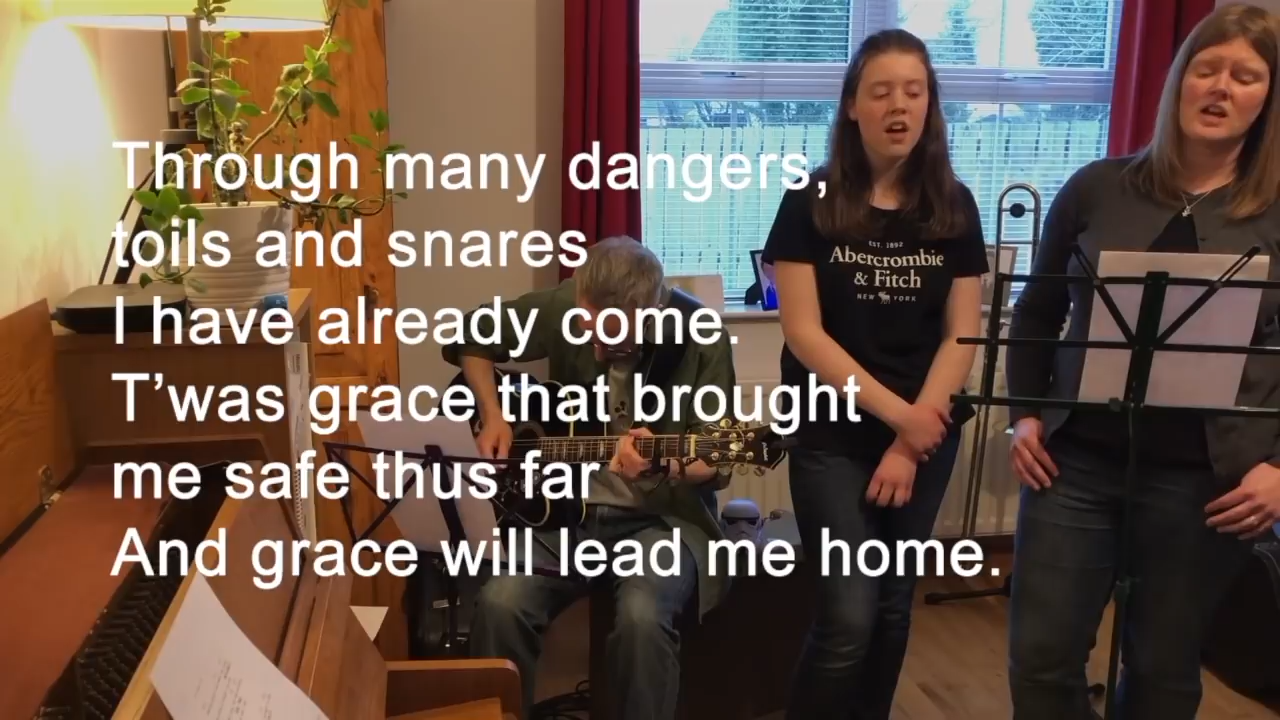 Through many dangers,
toils and snares
I have already come.
T’was grace that brought
me safe thus far
And grace will lead me home.
EST. 1892
Abercrombie
& Fitch
NEW YORK